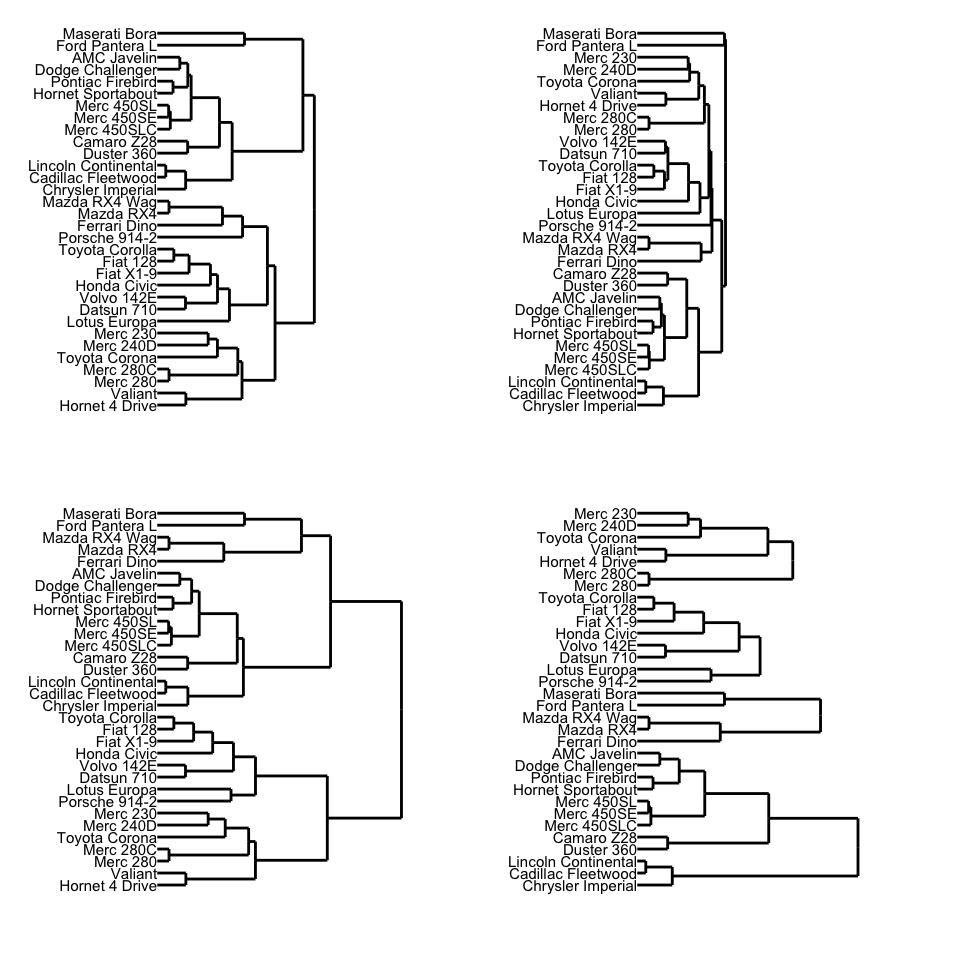 Maserati Bora
Ford Pantera L
AMC Javelin
Dodge Challenger
Pontiac Firebird
Hornet Sportabout
Merc 450SL
Merc 450SE
Merc 450SLC
Camaro Z28
Duster 360
Lincoln Continental
Cadillac Fleetwood
Chrysler Imperial
Mazda RX4 Wag
Mazda RX4
Ferrari Dino
Porsche 914-2
Toyota Corolla
Fiat 128
Fiat X1-9
Honda Civic
Volvo 142E
Datsun 710
Lotus Europa
Merc 230
Merc 240D
Toyota Corona
Merc 280C
Merc 280
Valiant
Hornet 4 Drive
Maserati Bora
Ford Pantera L
Merc 230
Merc 240D
Toyota Corona
Valiant
Hornet 4 Drive
Merc 280C
Merc 280
Volvo 142E
Datsun 710
Toyota Corolla
Fiat 128
Fiat X1-9
Honda Civic
Lotus Europa
Porsche 914-2
Mazda RX4 Wag
Mazda RX4
Ferrari Dino
Camaro Z28
Duster 360
AMC Javelin
Dodge Challenger
Pontiac Firebird
Hornet Sportabout
Merc 450SL
Merc 450SE
Merc 450SLC
Lincoln Continental
Cadillac Fleetwood
Chrysler Imperial
Maserati Bora
Ford Pantera L
Mazda RX4 Wag
Mazda RX4
Ferrari Dino
AMC Javelin
Dodge Challenger
Pontiac Firebird
Hornet Sportabout
Merc 450SL
Merc 450SE
Merc 450SLC
Camaro Z28
Duster 360
Lincoln Continental
Cadillac Fleetwood
Chrysler Imperial
Toyota Corolla
Fiat 128
Fiat X1-9
Honda Civic
Volvo 142E
Datsun 710
Lotus Europa
Porsche 914-2
Merc 230
Merc 240D
Toyota Corona
Merc 280C
Merc 280
Valiant
Hornet 4 Drive
Merc 230
Merc 240D
Toyota Corona
Valiant
Hornet 4 Drive
Merc 280C
Merc 280
Toyota Corolla
Fiat 128
Fiat X1-9
Honda Civic
Volvo 142E
Datsun 710
Lotus Europa
Porsche 914-2
Maserati Bora
Ford Pantera L
Mazda RX4 Wag
Mazda RX4
Ferrari Dino
AMC Javelin
Dodge Challenger
Pontiac Firebird
Hornet Sportabout
Merc 450SL
Merc 450SE
Merc 450SLC
Camaro Z28
Duster 360
Lincoln Continental
Cadillac Fleetwood
Chrysler Imperial